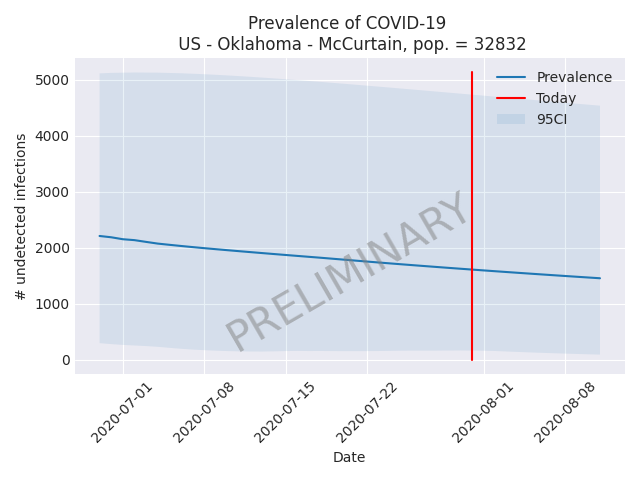 Prevalence of COVID-19
US - Oklahoma - McCurtain, pop. = 32832
5000
4000
3000
2000
1000
0
# undetected infections
Prevalence
Today
95CI
PRELIMINARY
2020-07-01
2020-07-08
2020-07-15
2020-07-22
2020-08-01
2020-08-08
Date